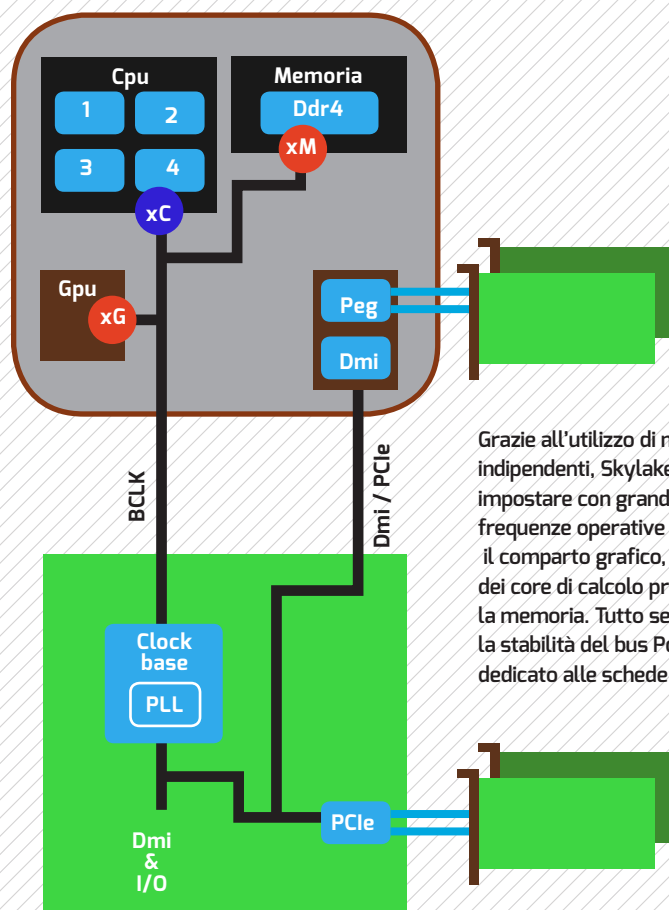 Cpu
1
2
3
4
xC
Memoria
Ddr4
xM
Gpu
xG
Peg
Dmi
BCLK
Dmi / PCIe
Grazie all'utilizzo di
indipendenti, Skylake
impostare con grand
frequenze operative
il comparto grafico,
dei core di calcolo pr
la memoria. Tutto se
la stabilità del bus P
dedicato alle schede
Clock
base
PLL
PCIe
Dmi
&
I/O